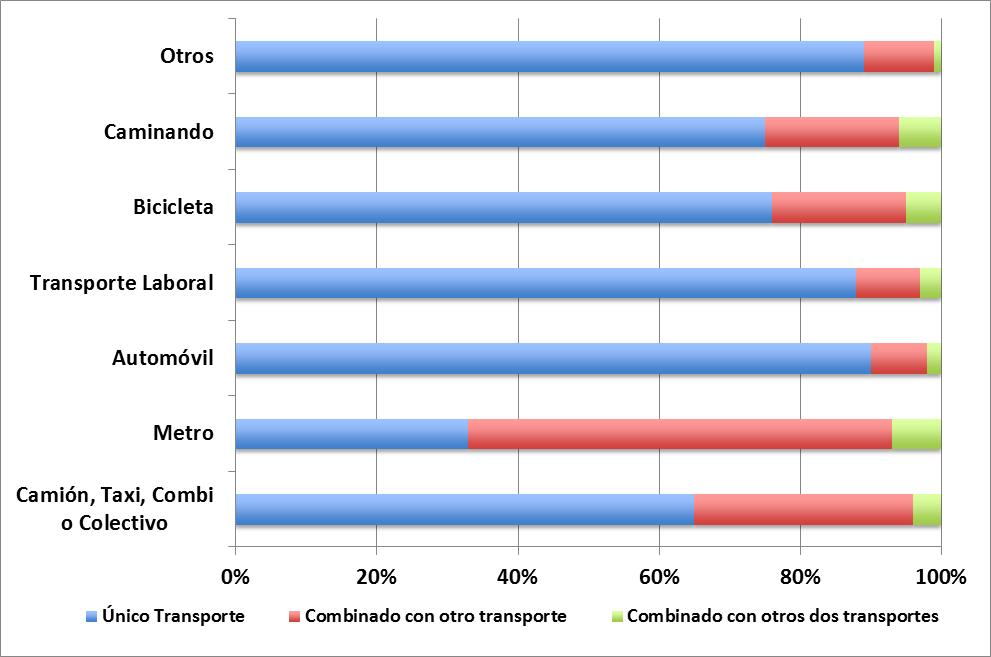 Otros
Caminando
Bicicleta
Transporte Laboral
Automóvil
Metro
Camión, Taxi, Combi
o Colectivo
0% 20% 40% 60% 80% 100%
Único Transporte Combinado con otro transporte Combinado con otros dos transportes